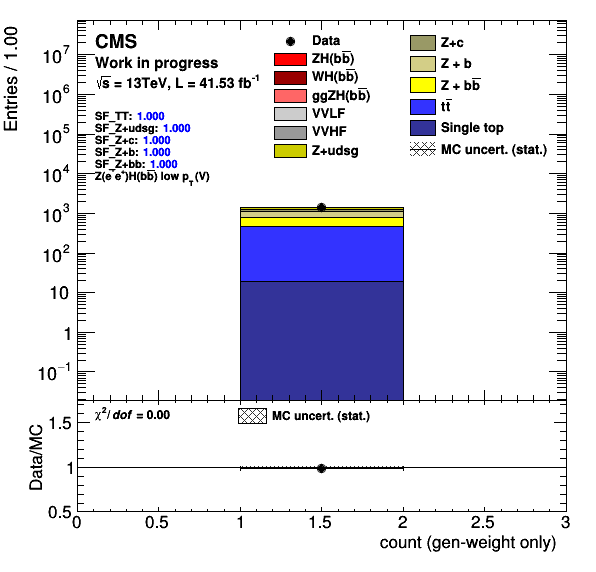 CMS
Work in progress
√s = 13TeV, L = 41.53 fb⁻¹
SF_TT: 1.000
SF_Z+udsg: 1.000
SF_Z+c: 1.000
SF_Z+b: 1.000
SF_Z+bb: 1.000
Z(e⁻e⁺)H(bb̅) low p_T(V)
Data
ZH(bb̅)
WH(bb̅)
ggZH(bb̅)
VVLF
VVHF
Z+udsg
Z+c
Z + b
Z + bb̅
tt̅
Single top
MC uncert. (stat.)
Entries / 1.00
10⁷
10⁶
10⁵
10⁴
10³
10²
10
1
10⁻¹
χ²/dof = 0.00
MC uncert. (stat.)
Data/MC
1.5
1
0.5
0 0.5 1 1.5 2 2.5 3
count (gen-weight only)